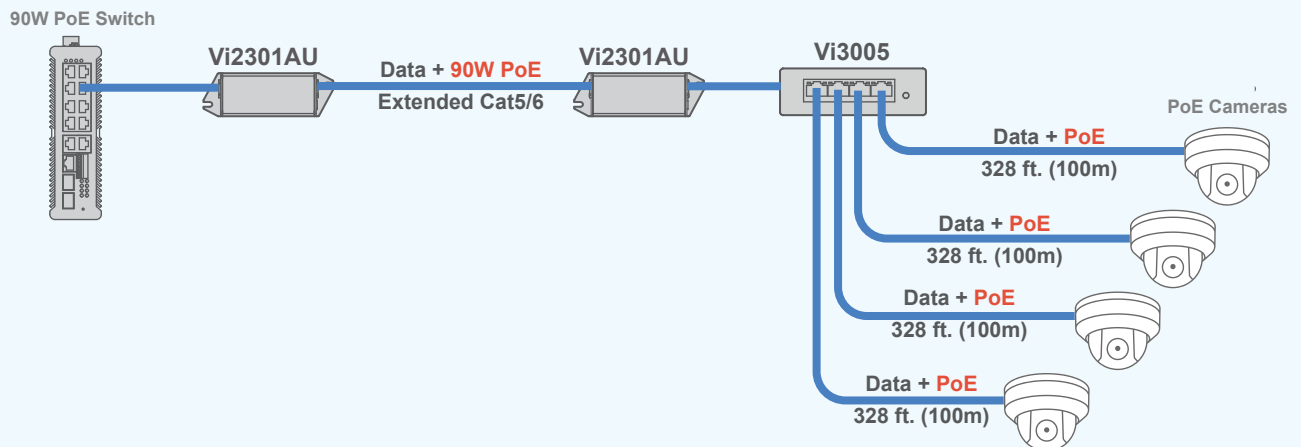 90W PoE Switch
Vi2301AU
Data + 90W PoE
Extended Cat5/6
Vi2301AU
Vi3005
PoE Cameras
Data + PoE
328 ft. (100m)
Data + PoE
328 ft. (100m)
Data + PoE
328 ft. (100m)
Data + PoE
328 ft. (100m)